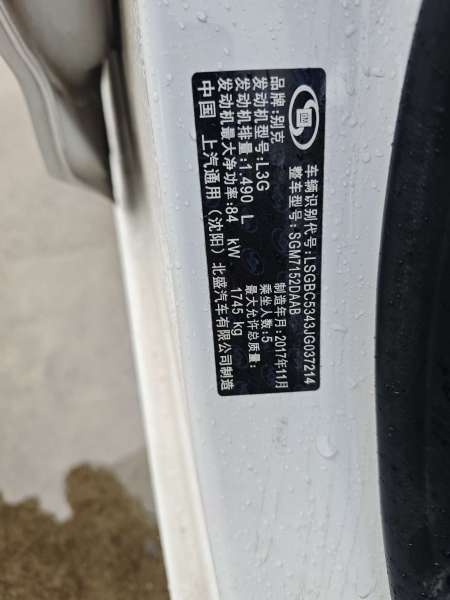 车辆识别代号:LSGBC5343JG037214
整车型号:SGM7152DAAB
品牌:别克 制造年月:2017年11月
发动机型号:L3G 乘坐人数:5
发动机排量:1.490 L 最大允许总质量:
发动机最大净功率:84 kW 1745 kg
中国 上汽通用（沈阳）北盛汽车有限公司制造